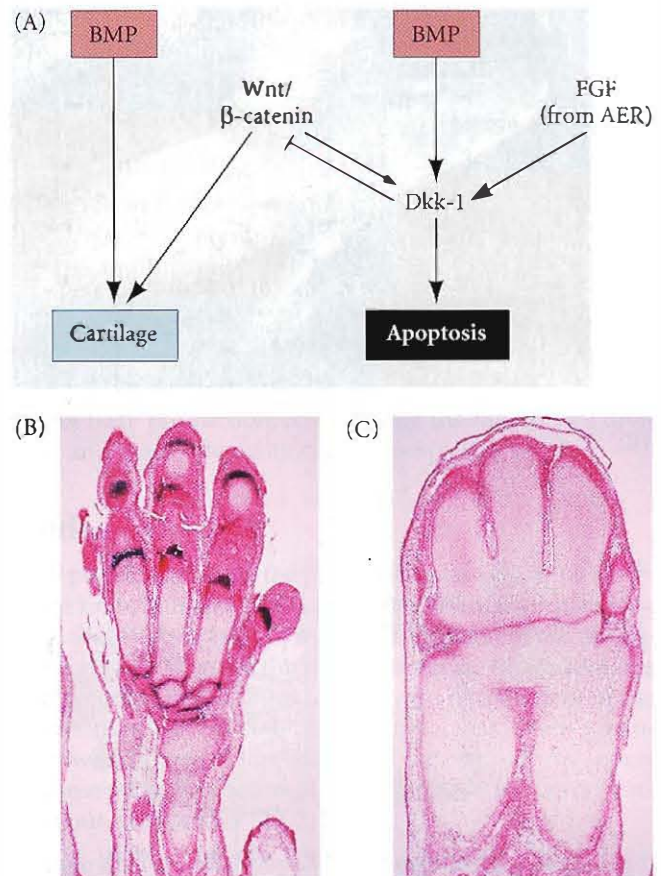 (A)
BMP
BMP
Wnt/
β-catenin
FGF
(from AER)
Dkk-1
Cartilage
Apoptosis
(B)
(C)